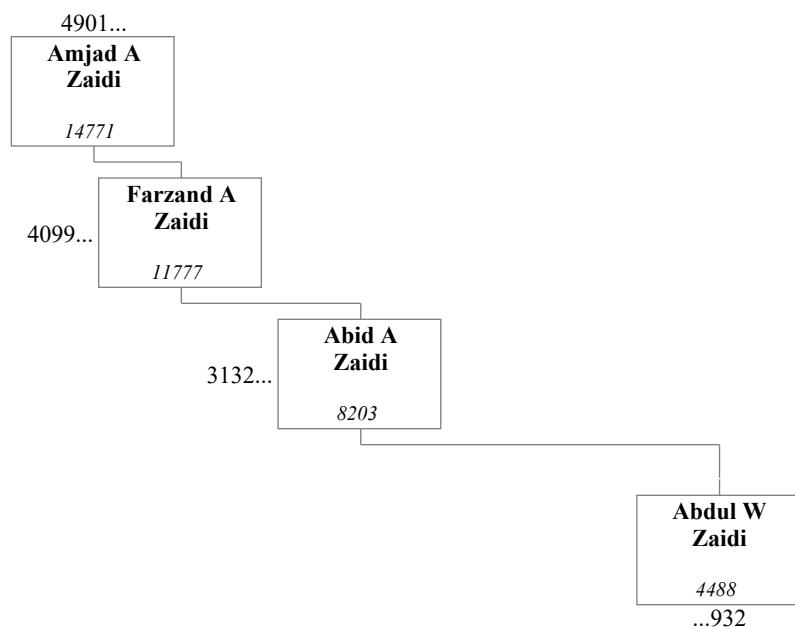 4901...
Amjad A
Zaidi
14771
Farzand A
Zaidi
4099...
11777
Abid A
Zaidi
3132...
8203
Abdul W
Zaidi
4488
...932